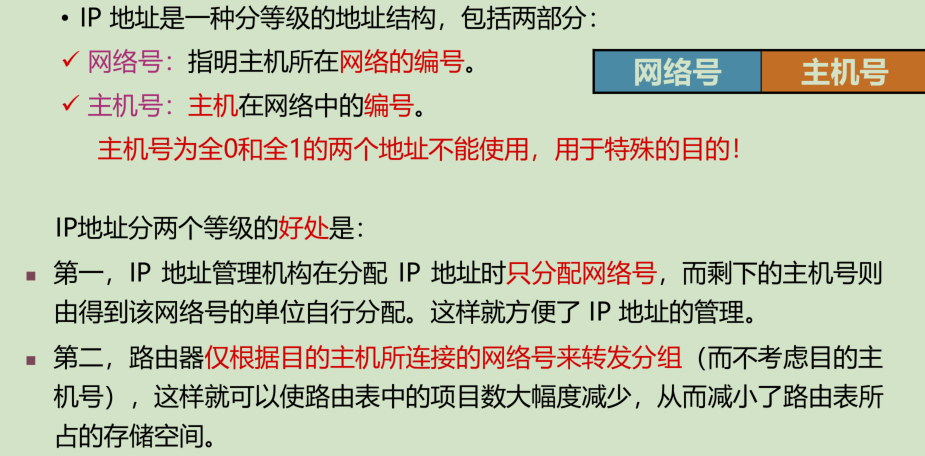 • IP 地址是一种分等级的地址结构，包括两部分：
✓ 网络号：指明主机所在网络的编号。
网络号 主机号
✓ 主机号：主机在网络中的编号。
主机号为全0和全1的两个地址不能使用，用于特殊的目的！
IP地址分两个等级的好处是：
▪ 第一，IP 地址管理机构在分配 IP 地址时只分配网络号，而剩下的主机号则
由得到该网络号的单位自行分配。这样就方便了 IP 地址的管理。
▪ 第二，路由器仅根据目的主机所连接的网络号来转发分组（而不考虑目的主
机号），这样就可以使路由表中的项目数大幅度减少，从而减小了路由表所
占的存储空间。